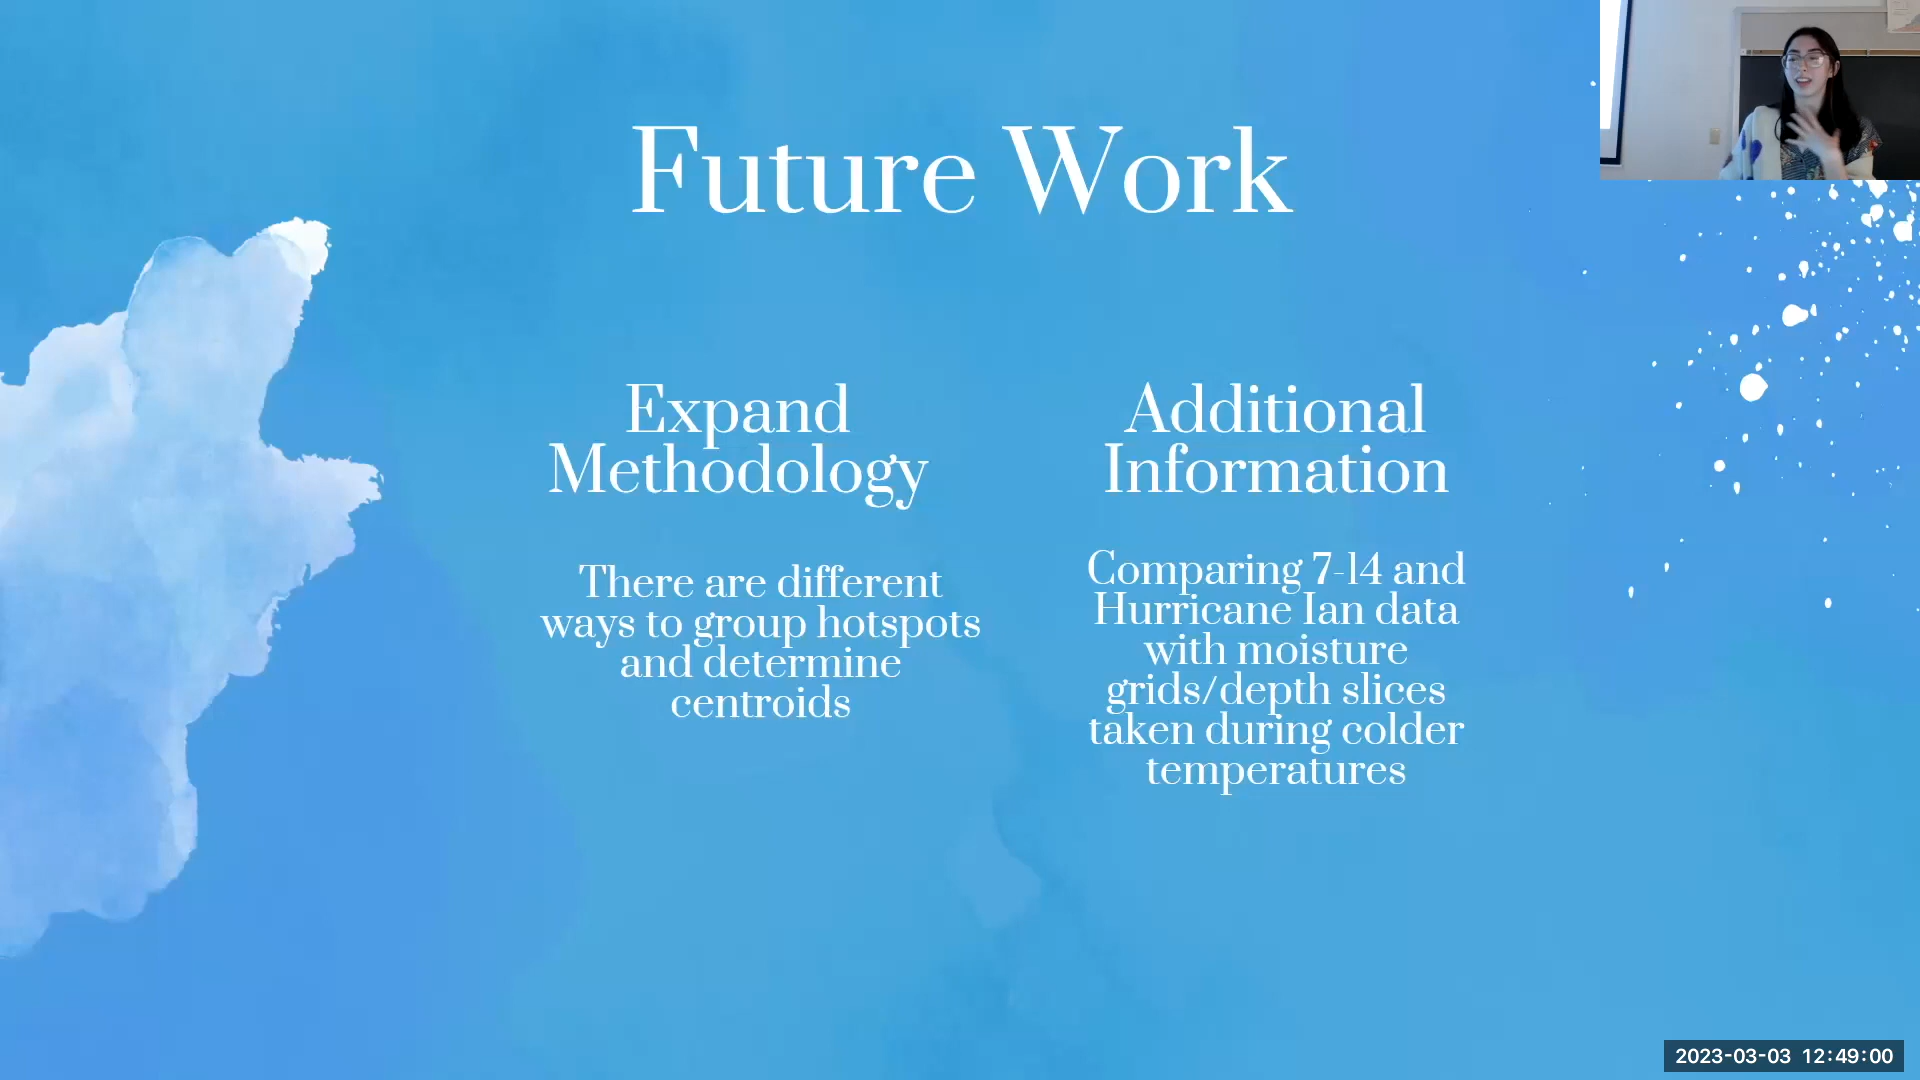 Future Work
Expand
Methodology
There are different
ways to group hotspots
and determine
centroids
Additional
Information
Comparing 7-14 and
Hurricane Ian data
with moisture
grids/depth slices
taken during colder
temperatures
2023-03-03 12:49:00